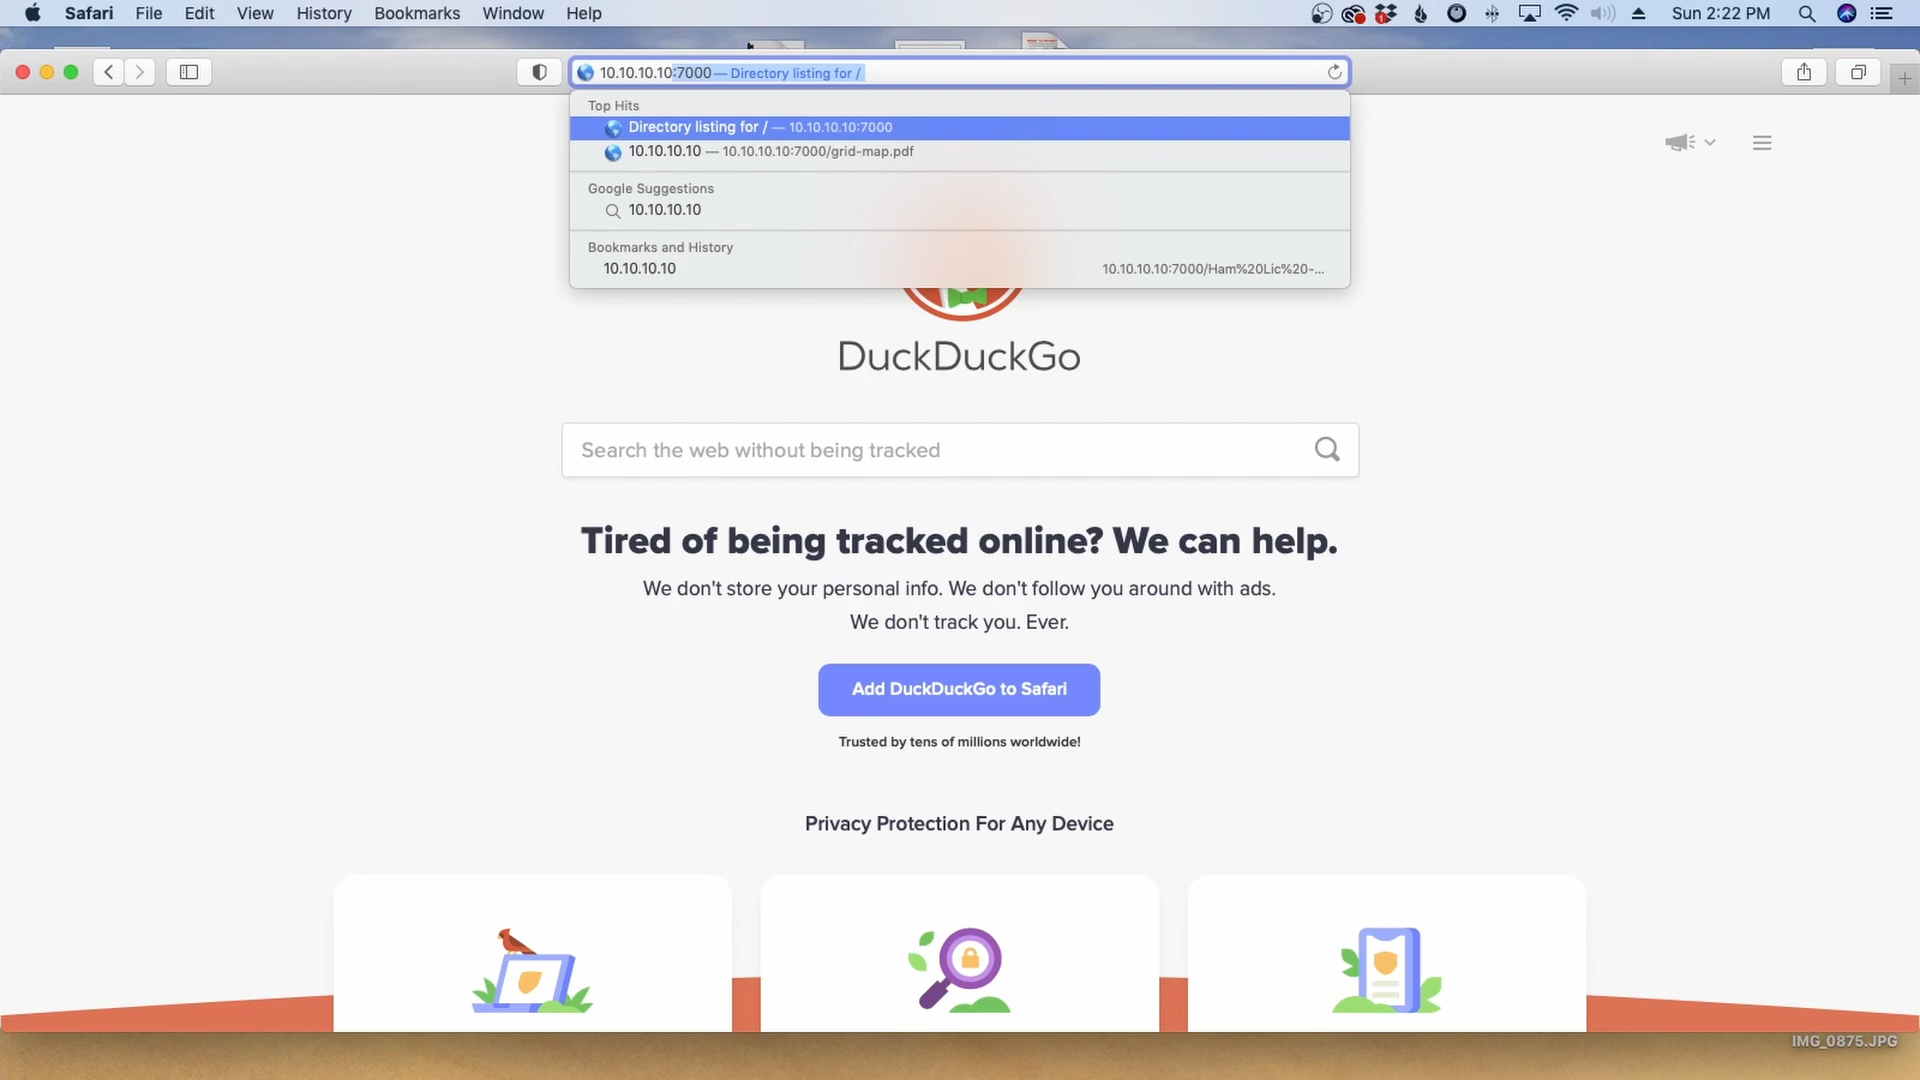 Safari File Edit View History Bookmarks Window Help 1 Sun 2:22 PM
10.10.10.10:7000 — Directory listing for /
Top Hits
Directory listing for / — 10.10.10.10:7000
10.10.10.10 — 10.10.10.10:7000/grid-map.pdf
Google Suggestions
10.10.10.10
Bookmarks and History
10.10.10.10 10.10.10.10:7000/Ham%20Lic%20-...
DuckDuckGo
Search the web without being tracked
Tired of being tracked online? We can help.
We don't store your personal info. We don't follow you around with ads.
We don't track you. Ever.
Add DuckDuckGo to Safari
Trusted by tens of millions worldwide!
Privacy Protection For Any Device
IMG_0875.JPG